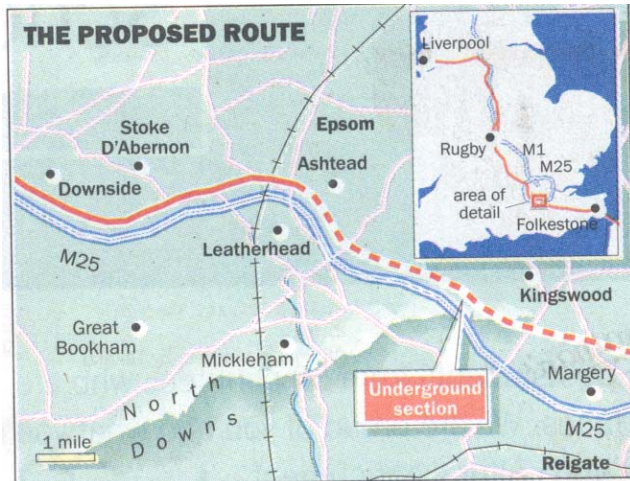 THE PROPOSED ROUTE
Liverpool
Rugby
M1
M25
area of
detail
Folkestone
Stoke
D'Abernon
Epsom
Ashtead
Downside
M25
Leatherhead
Kingswood
Great
Bookham
Mickleham
Underground
section
Margery
North
Downs
M25
1 mile
Reigate